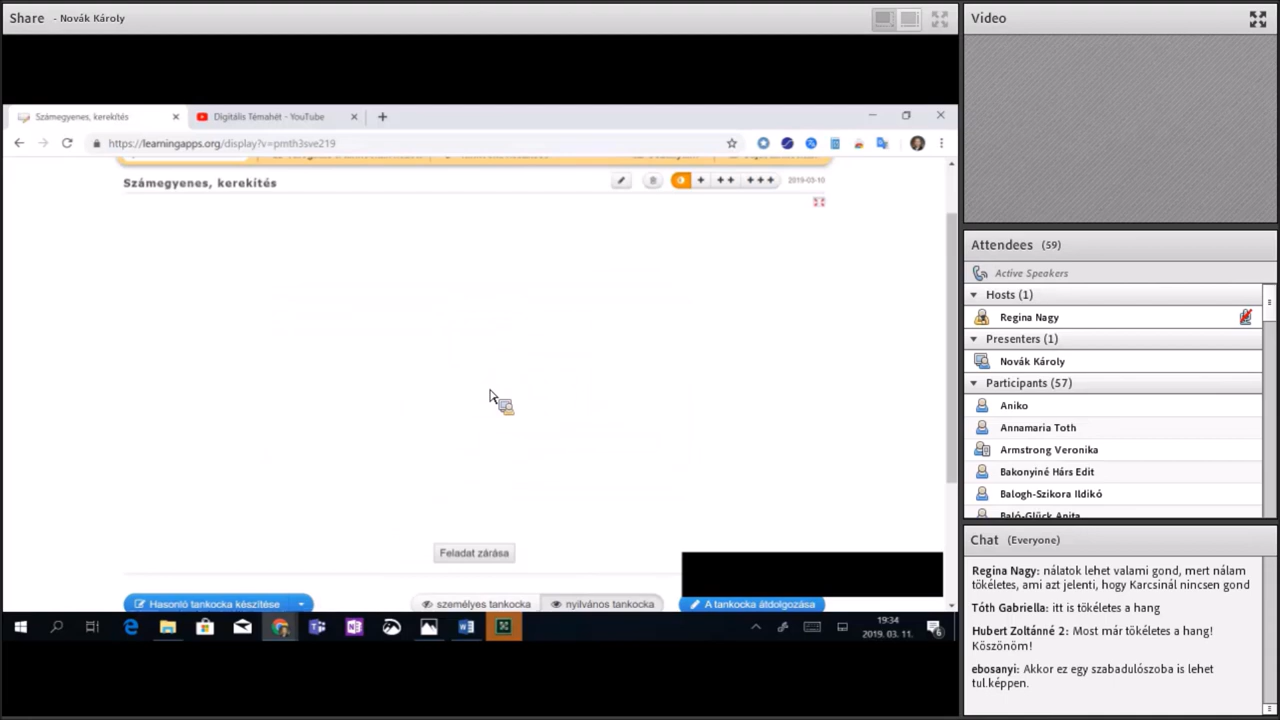 Share - Novák Károly
Video
Számegyenes, kerekítés
Digitális Témahét - YouTube
https://learningapps.org/display?v=pmth3sve219
Számegyenes, kerekítés
2019-03-10
Feladat zárása
Hasonló tankocka készítése
személyes tankocka
nyilvános tankocka
A tankocka átdolgozása
19:34
2019. 03. 11.
6
Attendees (59)
Active Speakers
Hosts (1)
Regina Nagy
Presenters (1)
Novák Károly
Participants (57)
Aniko
Annamaria Toth
Armstrong Veronika
Bakonyiné Hárs Edit
Balogh-Szikora Ildikó
Baló-Glück Anita
Chat (Everyone)
Regina Nagy: nálatok lehet valami gond, mert nálam
tökéletes, ami azt jelenti, hogy Karcsinál nincsen gond
Tóth Gabriella: itt is tökéletes a hang
Hubert Zoltánné 2: Most már tökéletes a hang!
Köszönöm!
ebosanyi: Akkor ez egy szabadulószoba is lehet
tul.képpen.